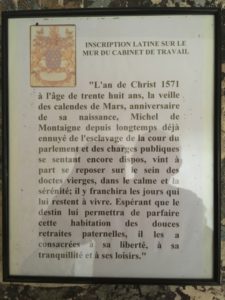 INSCRIPTION LATINE SUR LE
MUR DU CABINET DE TRAVAIL
"L'an de Christ 1571
à l'âge de trente huit ans, la veille
des calendes de Mars, anniversaire
de sa naissance, Michel de
Montaigne depuis longtemps déjà
ennuyé de l'esclavage de la cour du
parlement et des charges publiques
se sentant encore dispos, vint à
part se reposer sur le sein des
doctes vierges, dans le calme et la
sérénité; il y franchira les jours qui
lui restent à vivre. Espérant que le
destin lui permettra de parfaire
cette habitation des douces
retraites paternelles, il les a
consacrées à sa liberté, à sa
tranquillité et à ses loisirs."